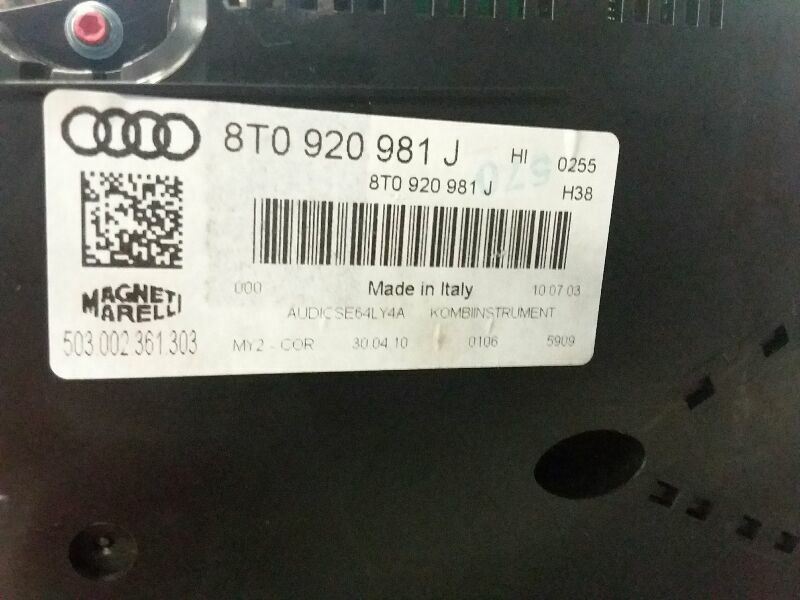 8T0 920 981 J HI 0255
8T0 920 981 J H38
000 Made in Italy 10 07 03
MAGNETI
MARELLI
AUDICSE64LY4A KOMBIINSTRUMENT
503 002 361.303 MY2 - COR 30.04.10 0106 5909